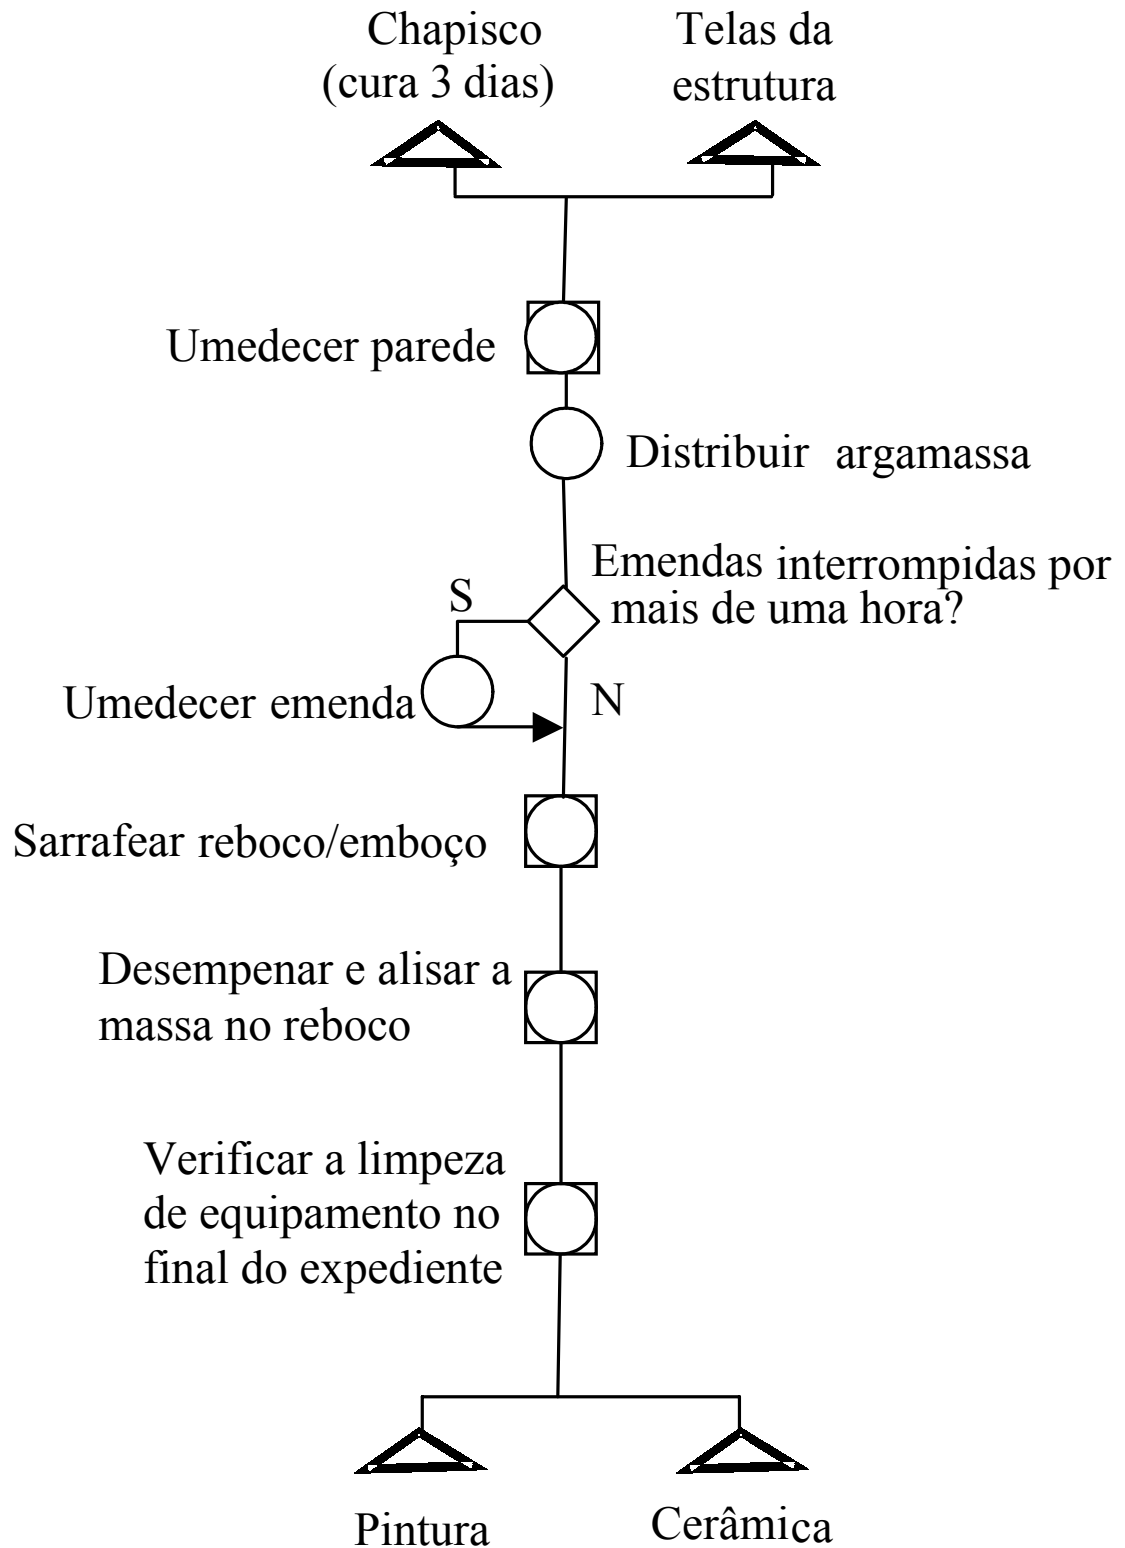 Chapisco
(cura 3 dias)
Telas da
estrutura
Umedecer parede
Distribuir argamassa
Emendas interrompidas por
mais de uma hora?
S
Umedecer emenda
N
Sarrafear reboco/emboço
Desempenar e alisar a
massa no reboco
Verificar a limpeza
de equipamento no
final do expediente
Pintura
Cerâmica